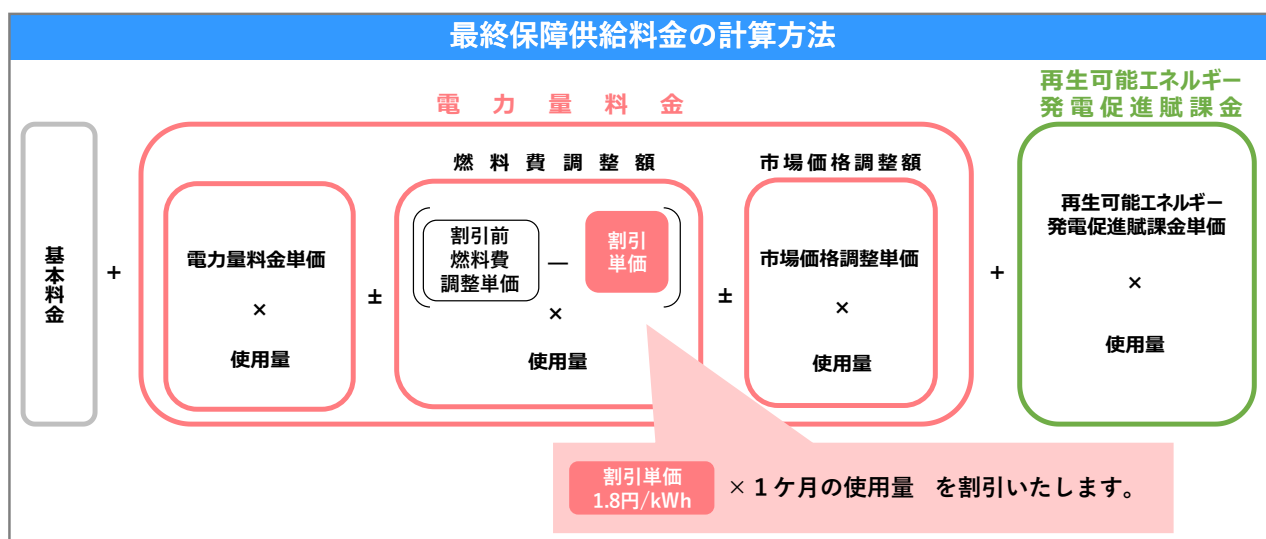 最終保障供給料金の計算方法
再生可能エネルギー
発電促進賦課金
電力量料金
燃料費調整額
市場価格調整額
基本料金
+
電力量料金単価
×
使用量
±
割引前
燃料費
調整単価
―
割引
単価
×
使用量
±
市場価格調整単価
×
使用量
+
再生可能エネルギー
発電促進賦課金単価
×
使用量
割引単価
1.8円/kWh
×1ケ月の使用量　を割引いたします。